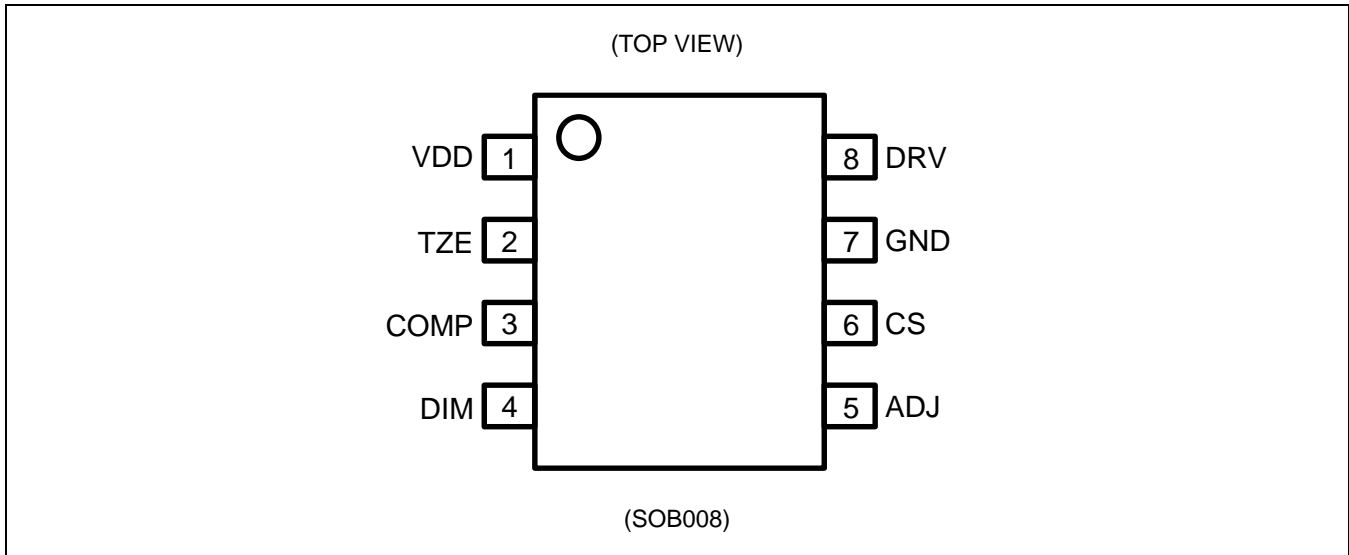 (TOP VIEW)
VDD 1 8 DRV
TZE 2 7 GND
COMP 3 6 CS
DIM 4 5 ADJ
(SOB008)